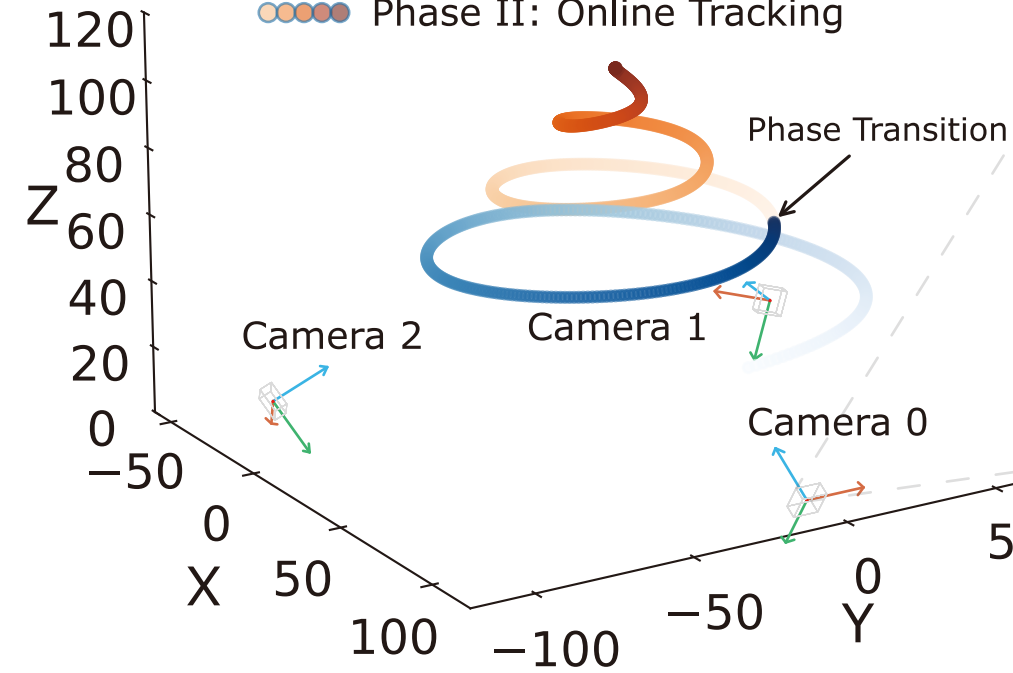 Phase II: Online Tracking
120
100
80
Z
60
40
20
0
Phase Transition
Camera 1
Camera 2
Camera 0
−50
0
50
100
X
−100
−50
0
5
Y